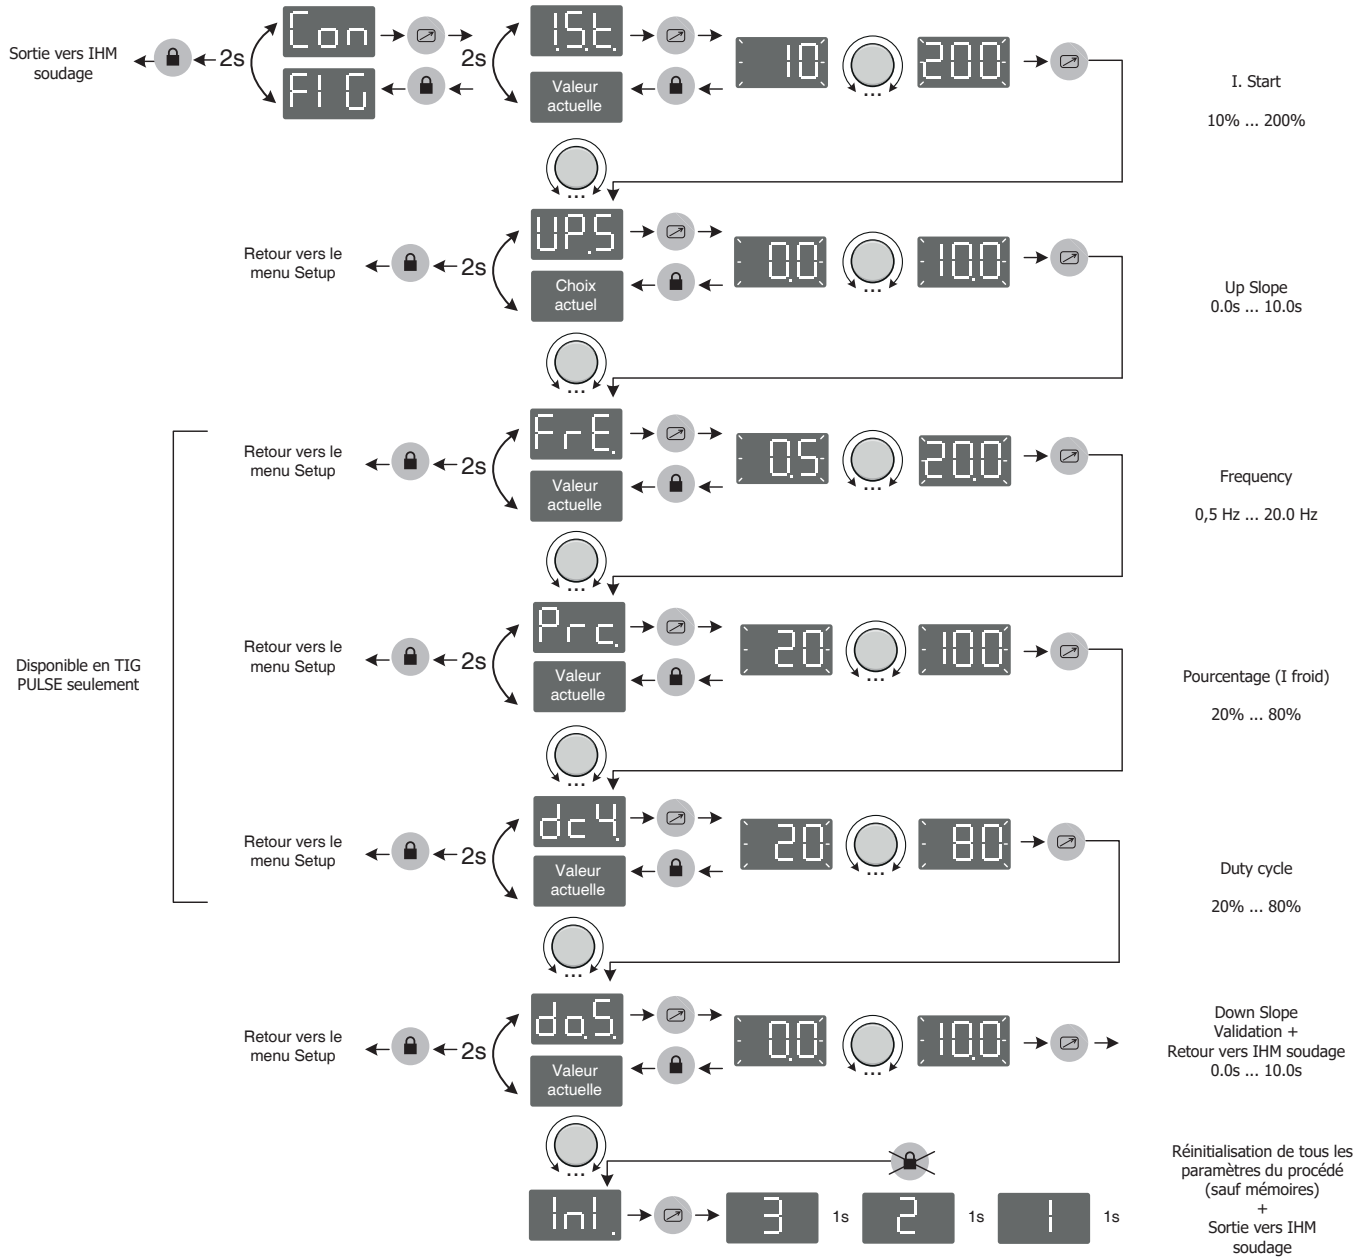 Sortie vers IHM
soudage
2s
Con
FIG
2s
I.S.t.
Valeur
actuelle
10
...
200
I. Start
10% ... 200%
...
Retour vers le
menu Setup
2s
UP.S
Choix
actuel
0.0
...
10.0
Up Slope
0.0s ... 10.0s
...
Disponible en TIG
PULSE seulement
Retour vers le
menu Setup
2s
FrE.
Valeur
actuelle
0.5
...
20.0
Frequency
0,5 Hz ... 20.0 Hz
...
Retour vers le
menu Setup
2s
Prc.
Valeur
actuelle
20
...
100
Pourcentage (I froid)
20% ... 80%
...
Retour vers le
menu Setup
2s
dcY.
Valeur
actuelle
20
...
80
Duty cycle
20% ... 80%
...
Retour vers le
menu Setup
2s
do.S
Valeur
actuelle
0.0
...
10.0
Down Slope
Validation +
Retour vers IHM soudage
0.0s ... 10.0s
...
InI.
3
1s
2
1s
1
1s
Réinitialisation de tous les
paramètres du procédé
(sauf mémoires)
+
Sortie vers IHM
soudage